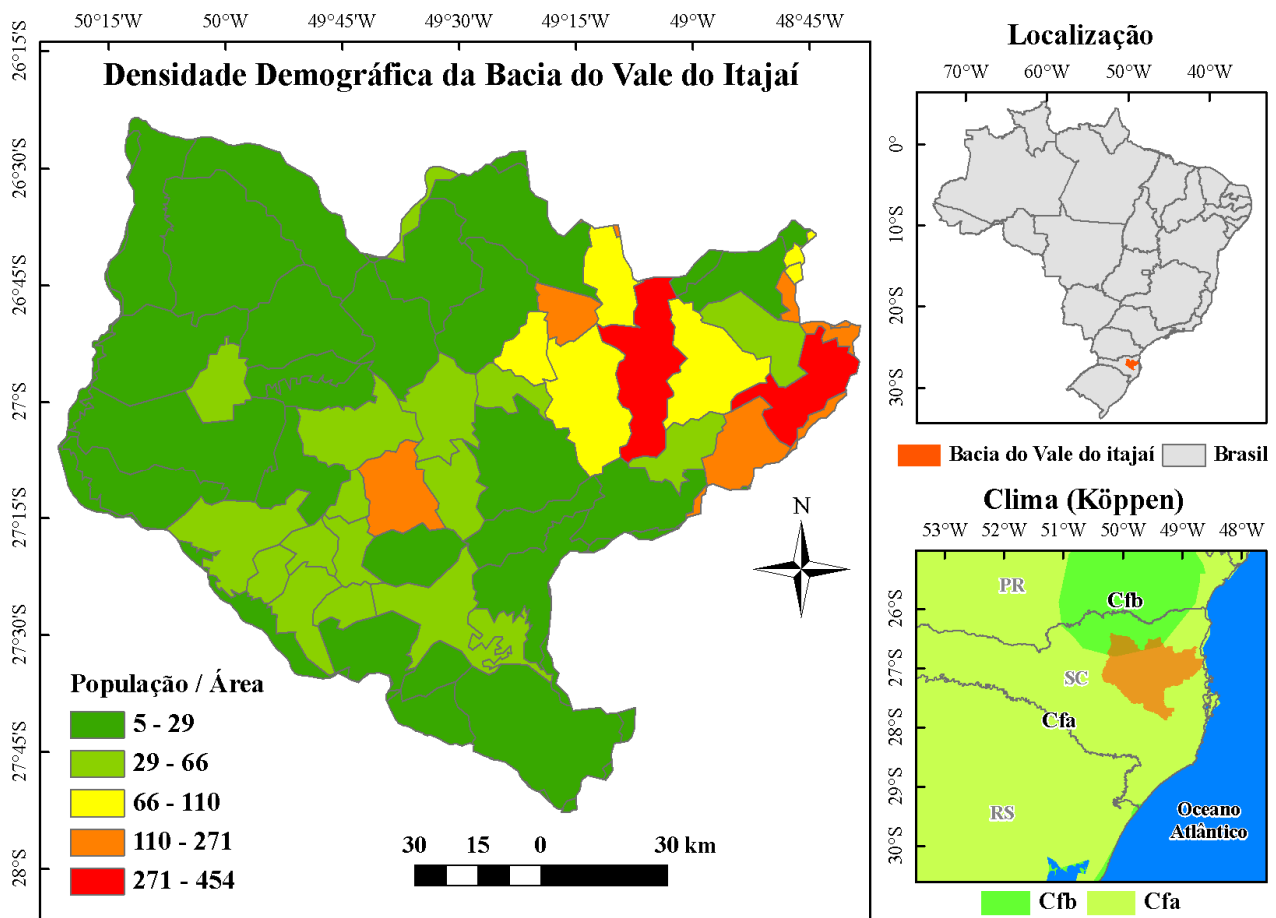 50°15'W 50°W 49°45'W 49°30'W 49°15'W 49°W 48°45'W
26°15'S
26°30'S
26°45'S
27°S
27°15'S
27°30'S
27°45'S
28°S
Densidade Demográfica da Bacia do Vale do Itajaí
N
População / Área
5 - 29
29 - 66
66 - 110
110 - 271
271 - 454
30 15 0 30 km
Localização
70°W 60°W 50°W 40°W
0°
10°S
20°S
30°S
Bacia do Vale do itajaí Brasil
Clima (Köppen)
53°W 52°W 51°W 50°W 49°W 48°W
26°S
27°S
28°S
29°S
30°S
PR
Cfb
SC
Cfa
RS
Oceano
Atlântico
Cfb Cfa